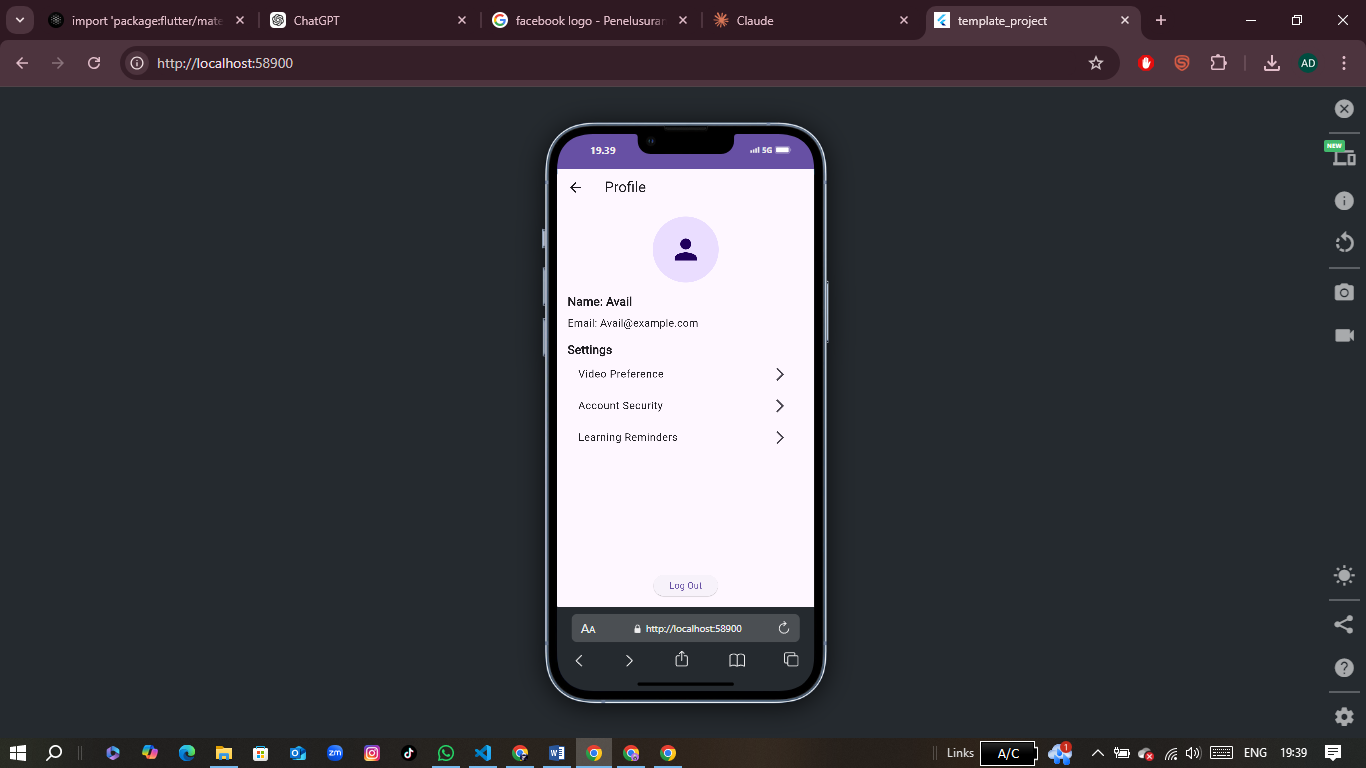 import 'package:flutter/mate
ChatGPT
facebook logo - Penelusuran
Claude
template_project
http://localhost:58900
AD
NEW
19.39
5G
Profile
Name: Avail
Email: Avail@example.com
Settings
Video Preference
Account Security
Learning Reminders
Log Out
AA
http://localhost:58900
zm
W
Links
A/C
1
ENG
19:39